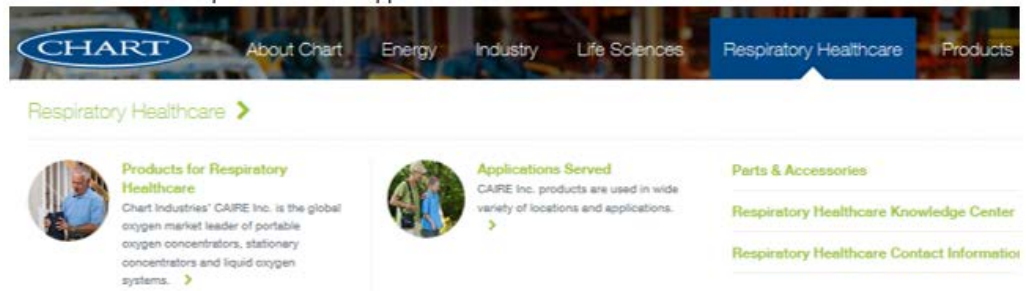 CHART About Chart Energy Industry Life Sciences Respiratory Healthcare Products
Respiratory Healthcare >
Products for Respiratory
Healthcare
Chart Industries' CAIRE Inc. is the global
oxygen market leader of portable
oxygen concentrators, stationary
concentrators and liquid oxygen
systems. >
Applications Served
CAIRE Inc. products are used in wide
variety of locations and applications.
>
Parts & Accessories
Respiratory Healthcare Knowledge Center
Respiratory Healthcare Contact Information